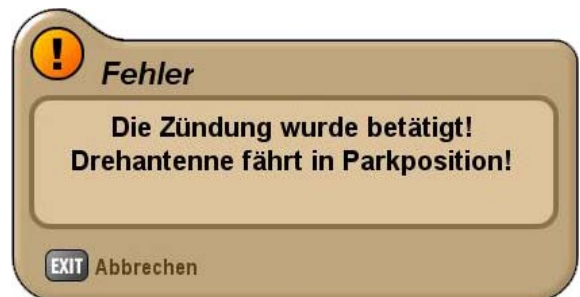 !
Fehler
Die Zündung wurde betätigt!
Drehantenne fährt in Parkposition!
EXIT Abbrechen